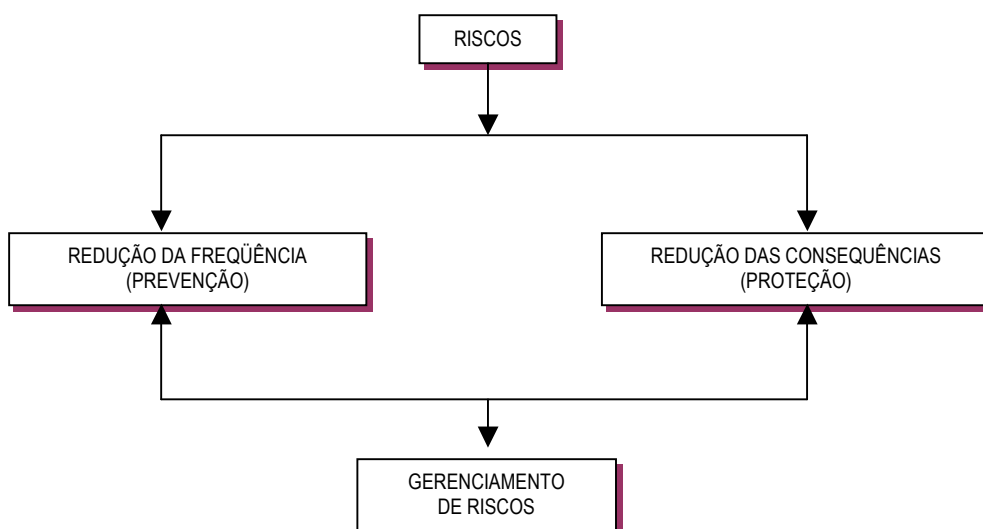 RISCOS
REDUÇÃO DA FREQÜÊNCIA
(PREVENÇÃO)
REDUÇÃO DAS CONSEQUÊNCIAS
(PROTEÇÃO)
GERENCIAMENTO
DE RISCOS